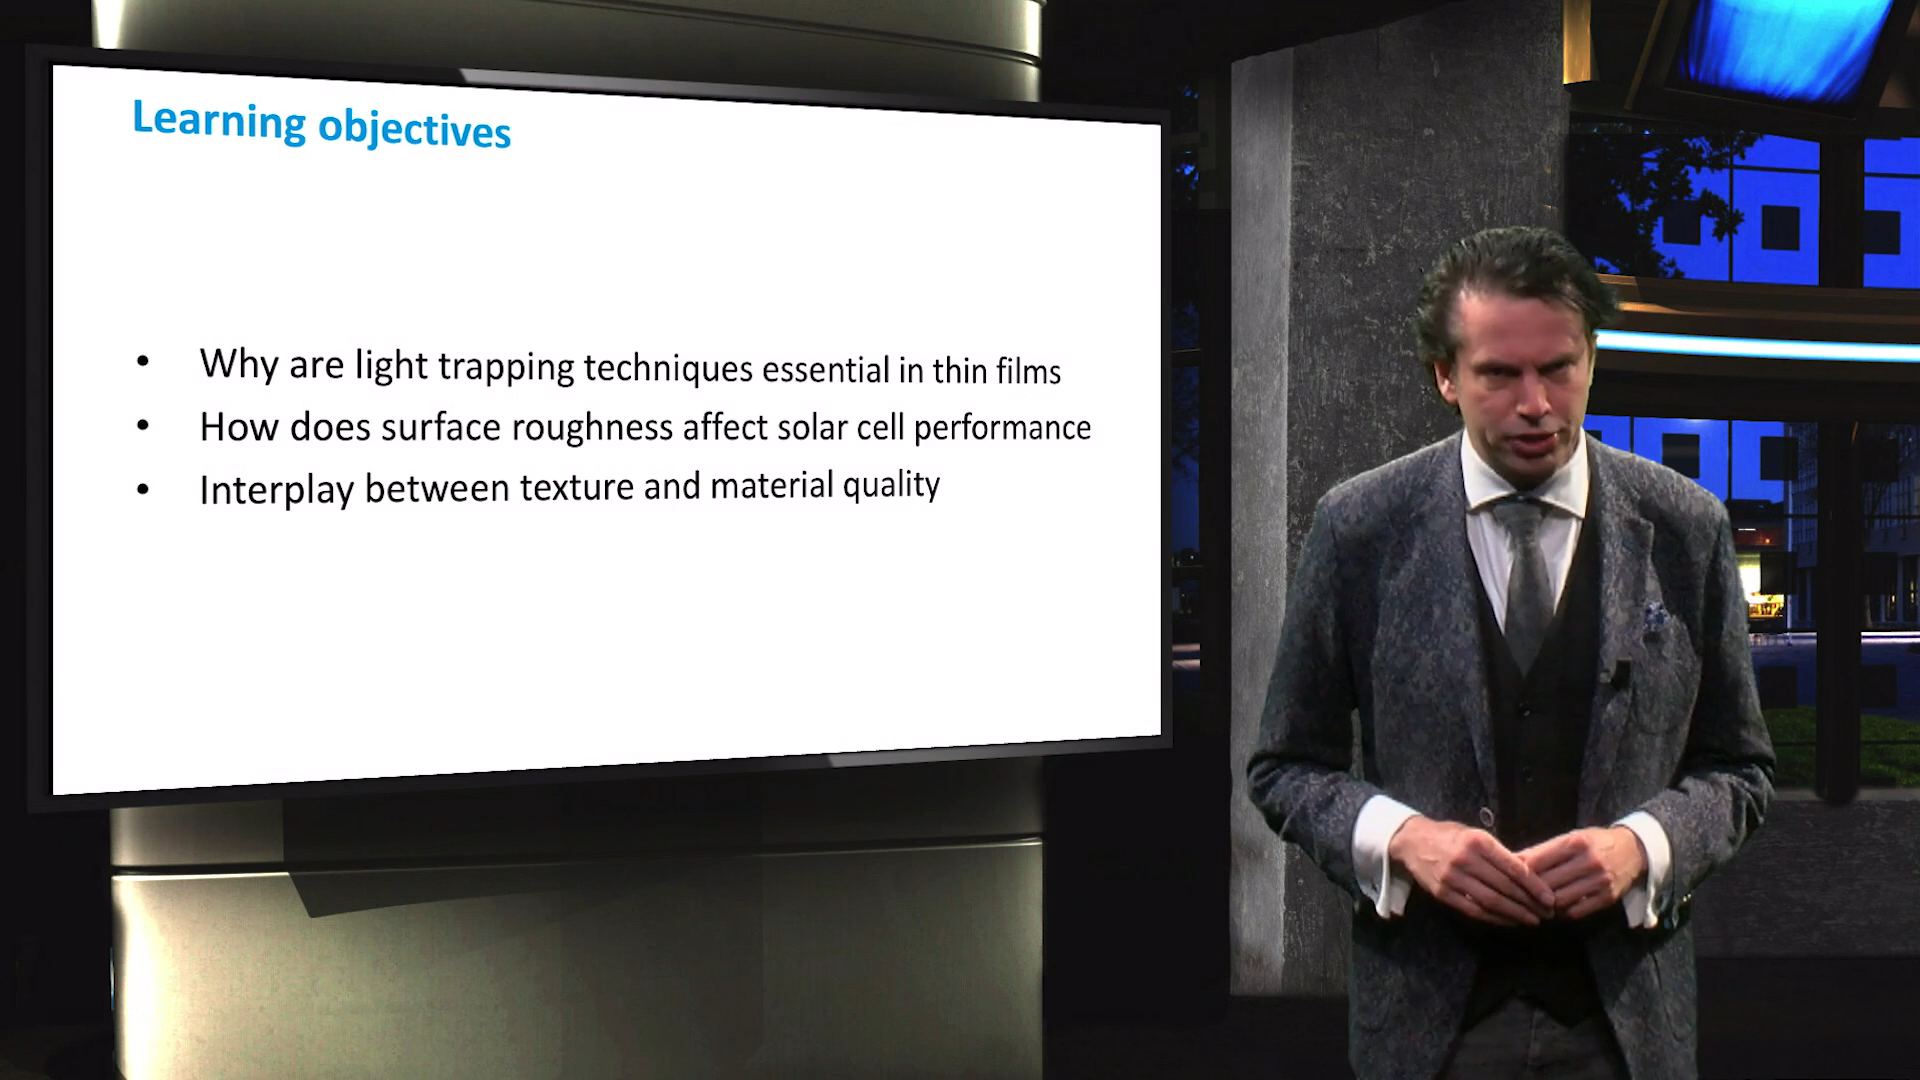 Learning objectives
• Why are light trapping techniques essential in thin films
• How does surface roughness affect solar cell performance
• Interplay between texture and material quality